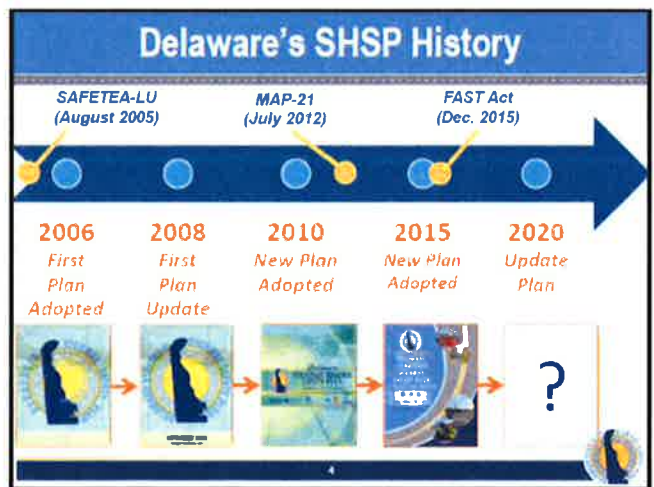 Delaware's SHSP History
SAFETEA-LU
(August 2005)
MAP-21
(July 2012)
FAST Act
(Dec. 2015)
2006
First
Plan
Adopted
2008
First
Plan
Update
2010
New Plan
Adopted
2015
New Plan
Adopted
2020
Update
Plan
?
4